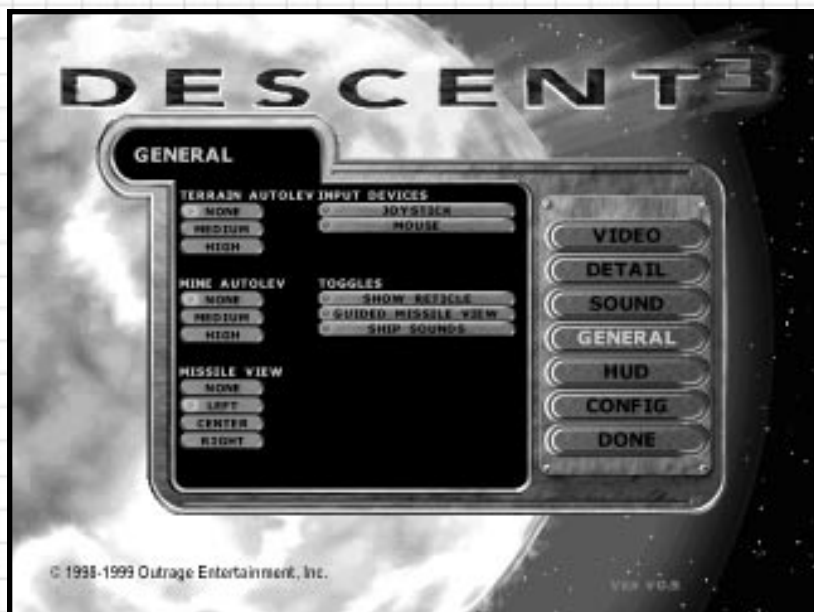 DESCENT 3
GENERAL
TERRAIN AUTOLEV
NONE
MEDIUM
HIGH
INPUT DEVICES
JOYSTICK
MOUSE
MINE AUTOLEV
NONE
MEDIUM
HIGH
TOGGLES
SHOW RETICLE
GUIDED MISSILE VIEW
SHIP SOUNDS
MISSILE VIEW
NONE
LEFT
CENTER
RIGHT
VIDEO
DETAIL
SOUND
GENERAL
HUD
CONFIG
DONE
© 1998-1999 Outrage Entertainment, Inc.